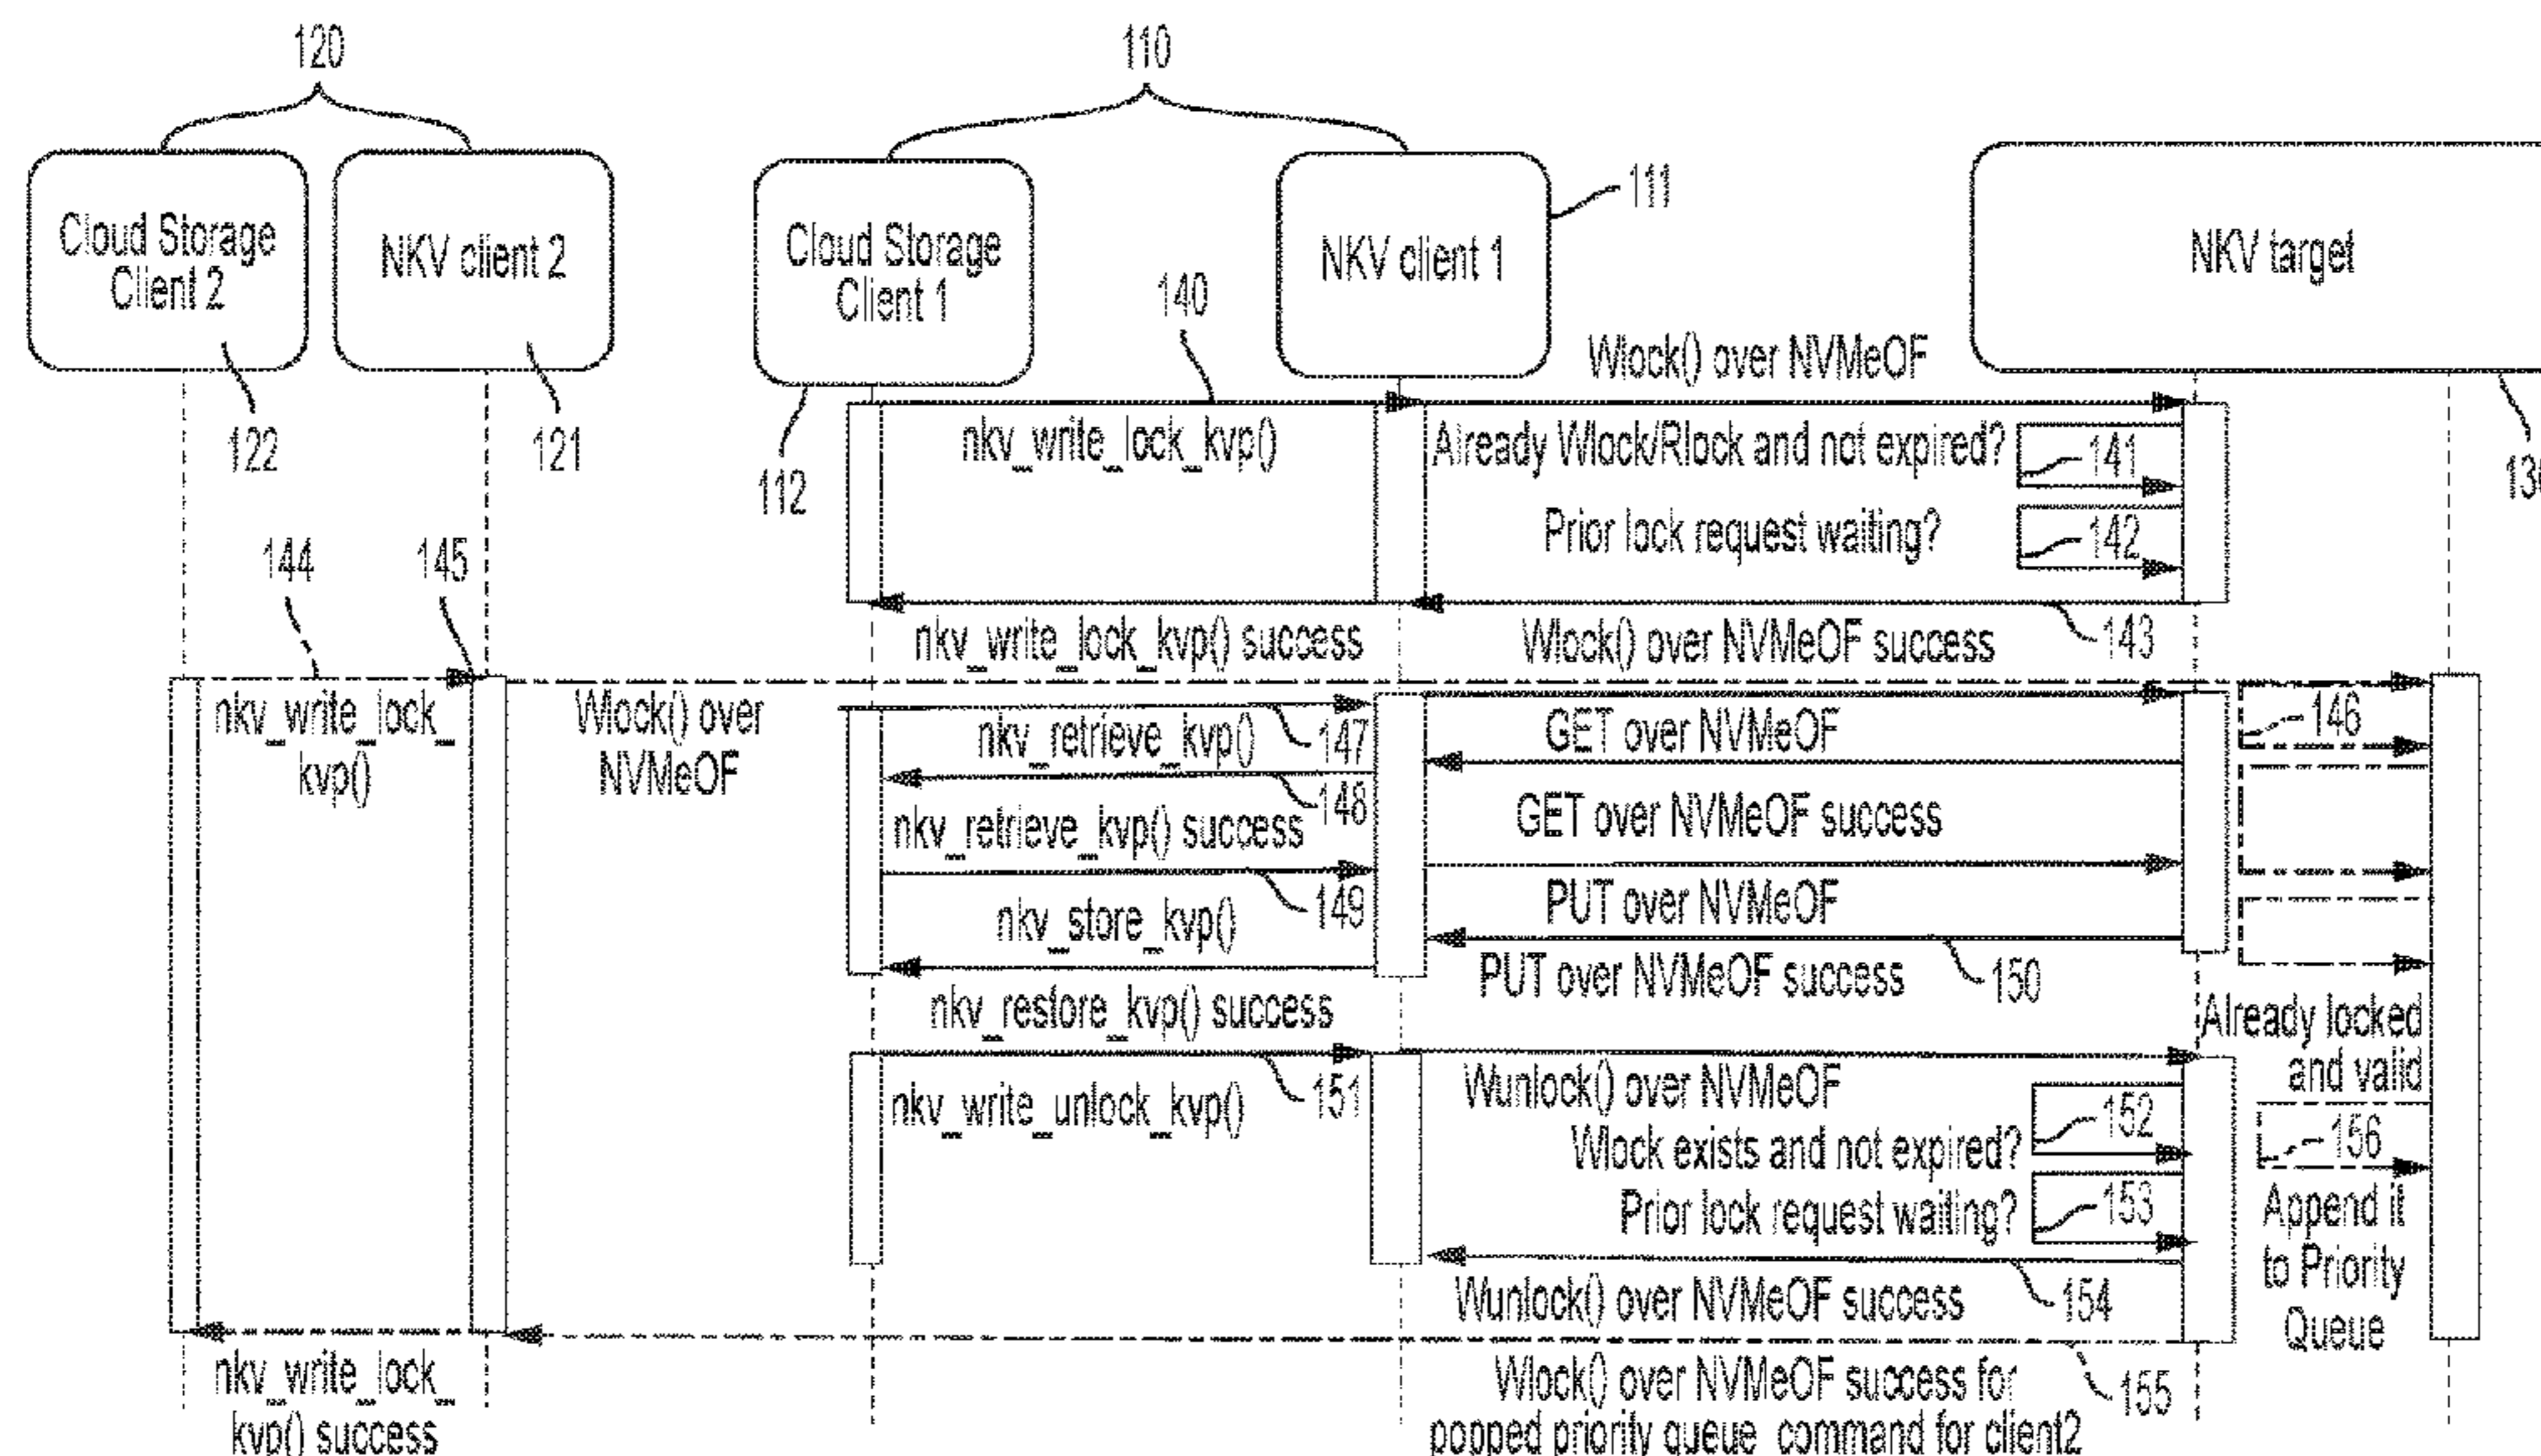 120
110
Cloud Storage
Client 2
NKV client 2
Cloud Storage
Client 1
NKV client 1
111
NKV target
122
121
112
140
Wlock() over NVMeOF
nkv_write_lock_kvp()
Already Wlock/Rlock and not expired?
141
Prior lock request waiting?
142
144
145
nkv_write_lock_kvp() success
Wlock() over NVMeOF success
143
nkv_write_lock_
kvp()
Wlock() over
NVMeOF
nkv_retrieve_kvp()
147
GET over NVMeOF
146
nkv_retrieve_kvp() success
148
GET over NVMeOF success
nkv_store_kvp()
149
PUT over NVMeOF
PUT over NVMeOF success
150
nkv_restore_kvp() success
Already locked
and valid
nkv_write_unlock_kvp()
151
Wunlock() over NVMeOF
152
Wlock exists and not expired?
156
Prior lock request waiting?
153
Append it
to Priority
Queue
Wunlock() over NVMeOF success
154
nkv_write_lock_
kvp() success
Wlock() over NVMeOF success for
popped priority queue command for client2
155